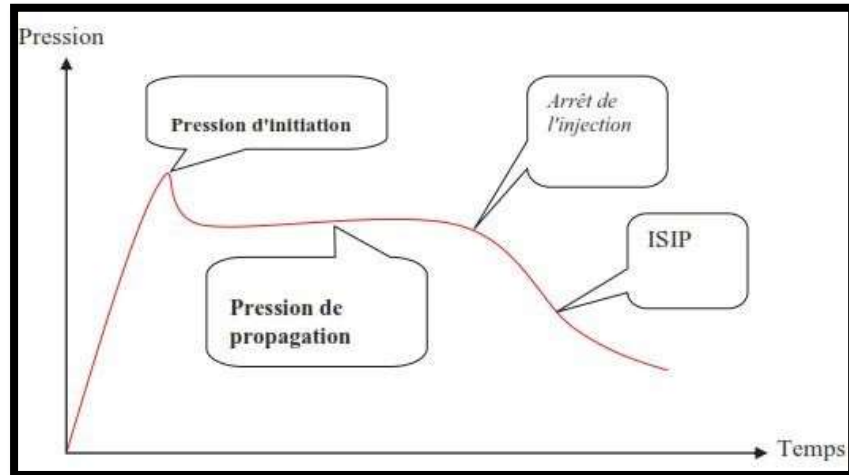 Pression
Pression d'initiation
Arrêt de
l'injection
ISIP
Pression de
propagation
Temps